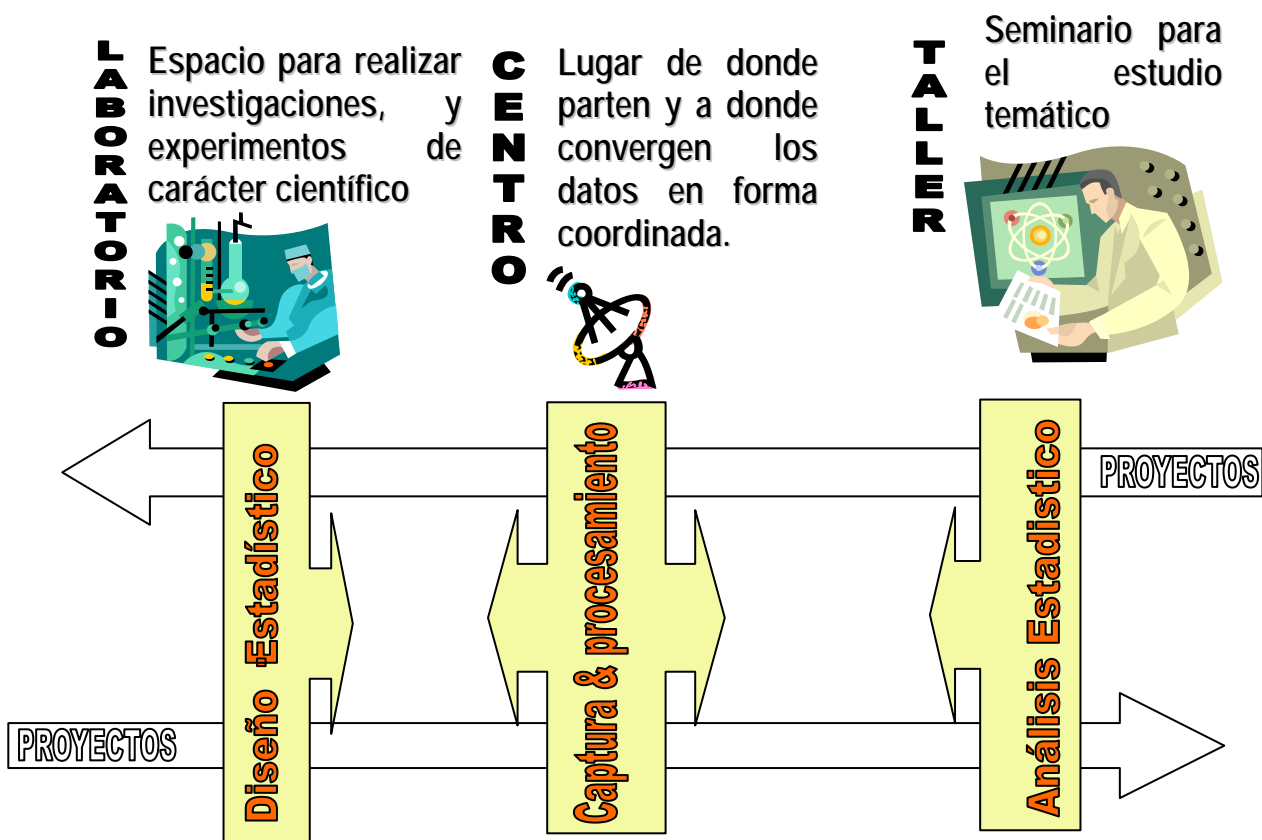 LABORATORIO
Espacio para realizar
investigaciones, y
experimentos de
carácter científico
CENTRO
Lugar de donde
parten y a donde
convergen los
datos en forma
coordinada.
TALLER
Seminario para
el estudio
temático
PROYECTOS
Diseño Estadístico
Captura & procesamiento
Análisis Estadistico
PROYECTOS